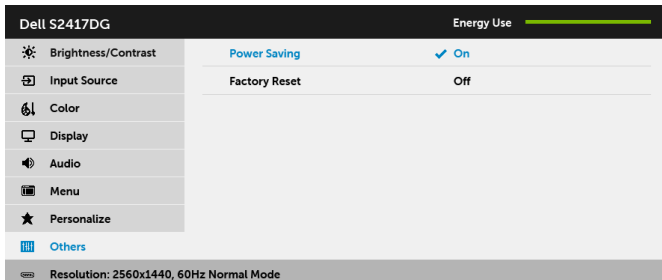 Dell S2417DG Energy Use
Brightness/Contrast Power Saving On
Input Source Factory Reset Off
Color
Display
Audio
Menu
Personalize
Others
Resolution: 2560x1440, 60Hz Normal Mode